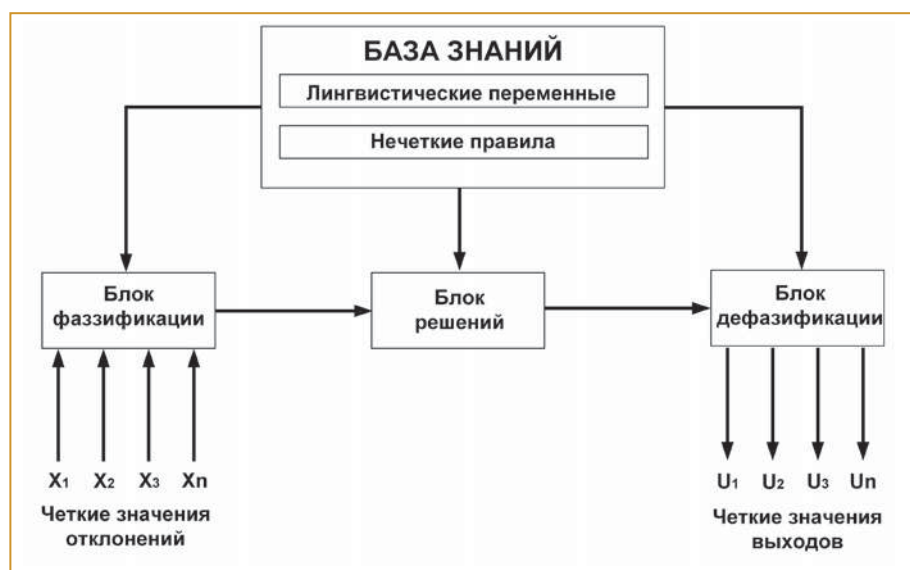 БАЗА ЗНАНИЙ
Лингвистические переменные
Нечеткие правила
Блок
фаззификации
Блок
решений
Блок
дефазификации
X1 X2 X3 Xn
U1 U2 U3 Un
Четкие значения
отклонений
Четкие значения
выходов